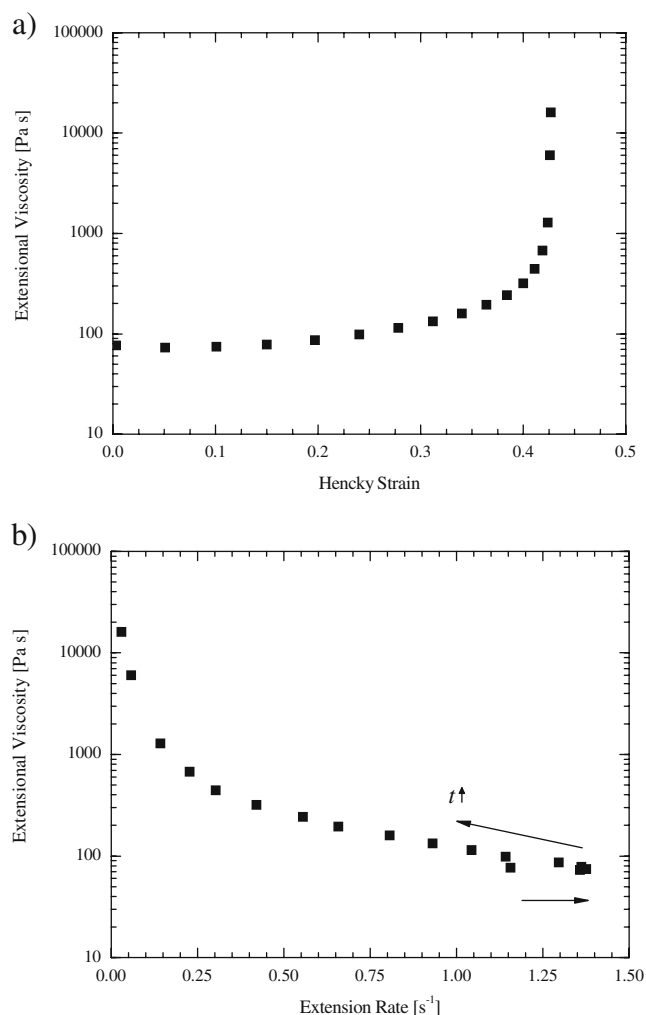 a)
100000
10000
1000
100
10
Extensional Viscosity [Pa s]
0.0 0.1 0.2 0.3 0.4 0.5
Hencky Strain
b)
100000
10000
1000
100
10
Extensional Viscosity [Pa s]
t
0.00 0.25 0.50 0.75 1.00 1.25 1.50
Extension Rate [s⁻¹]